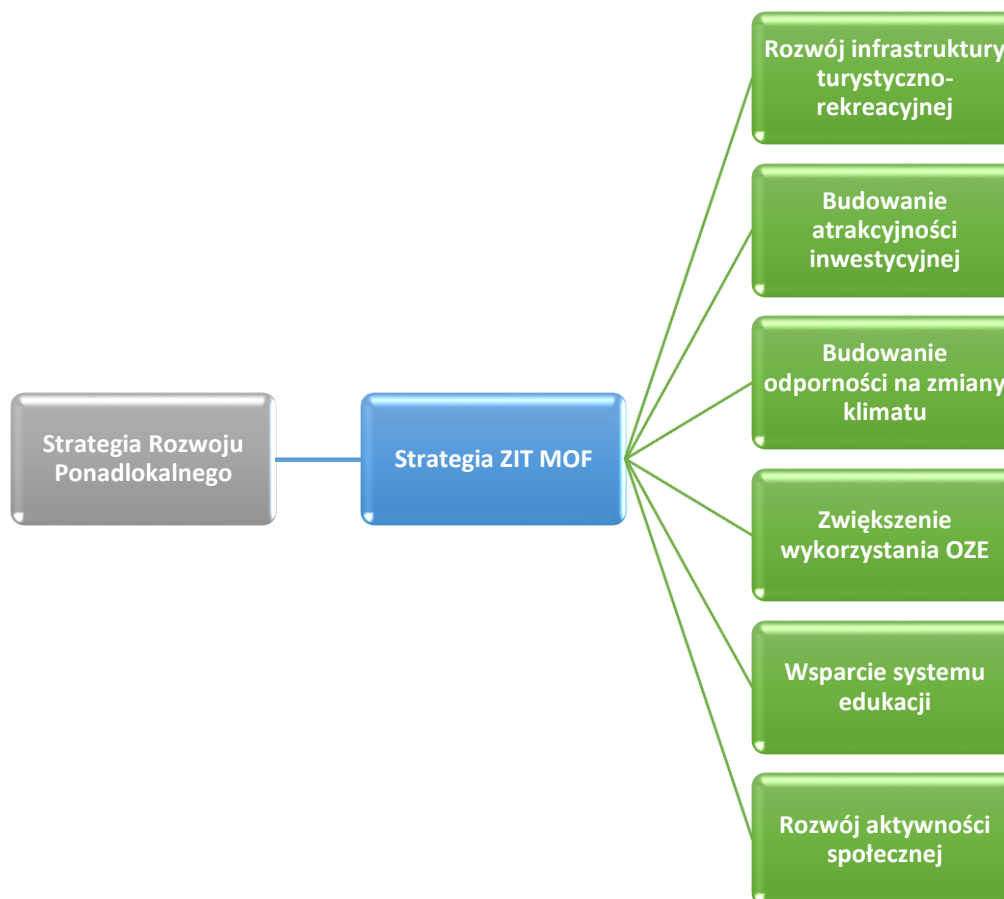 Strategia Rozwoju
Ponadlokalnego
Strategia ZIT MOF
Rozwój infrastruktury
turystyczno-
rekreacyjnej
Budowanie
atrakcyjności
inwestycyjnej
Budowanie
odporności na zmiany
klimatu
Zwiększenie
wykorzystania OZE
Wsparcie systemu
edukacji
Rozwój aktywności
społecznej